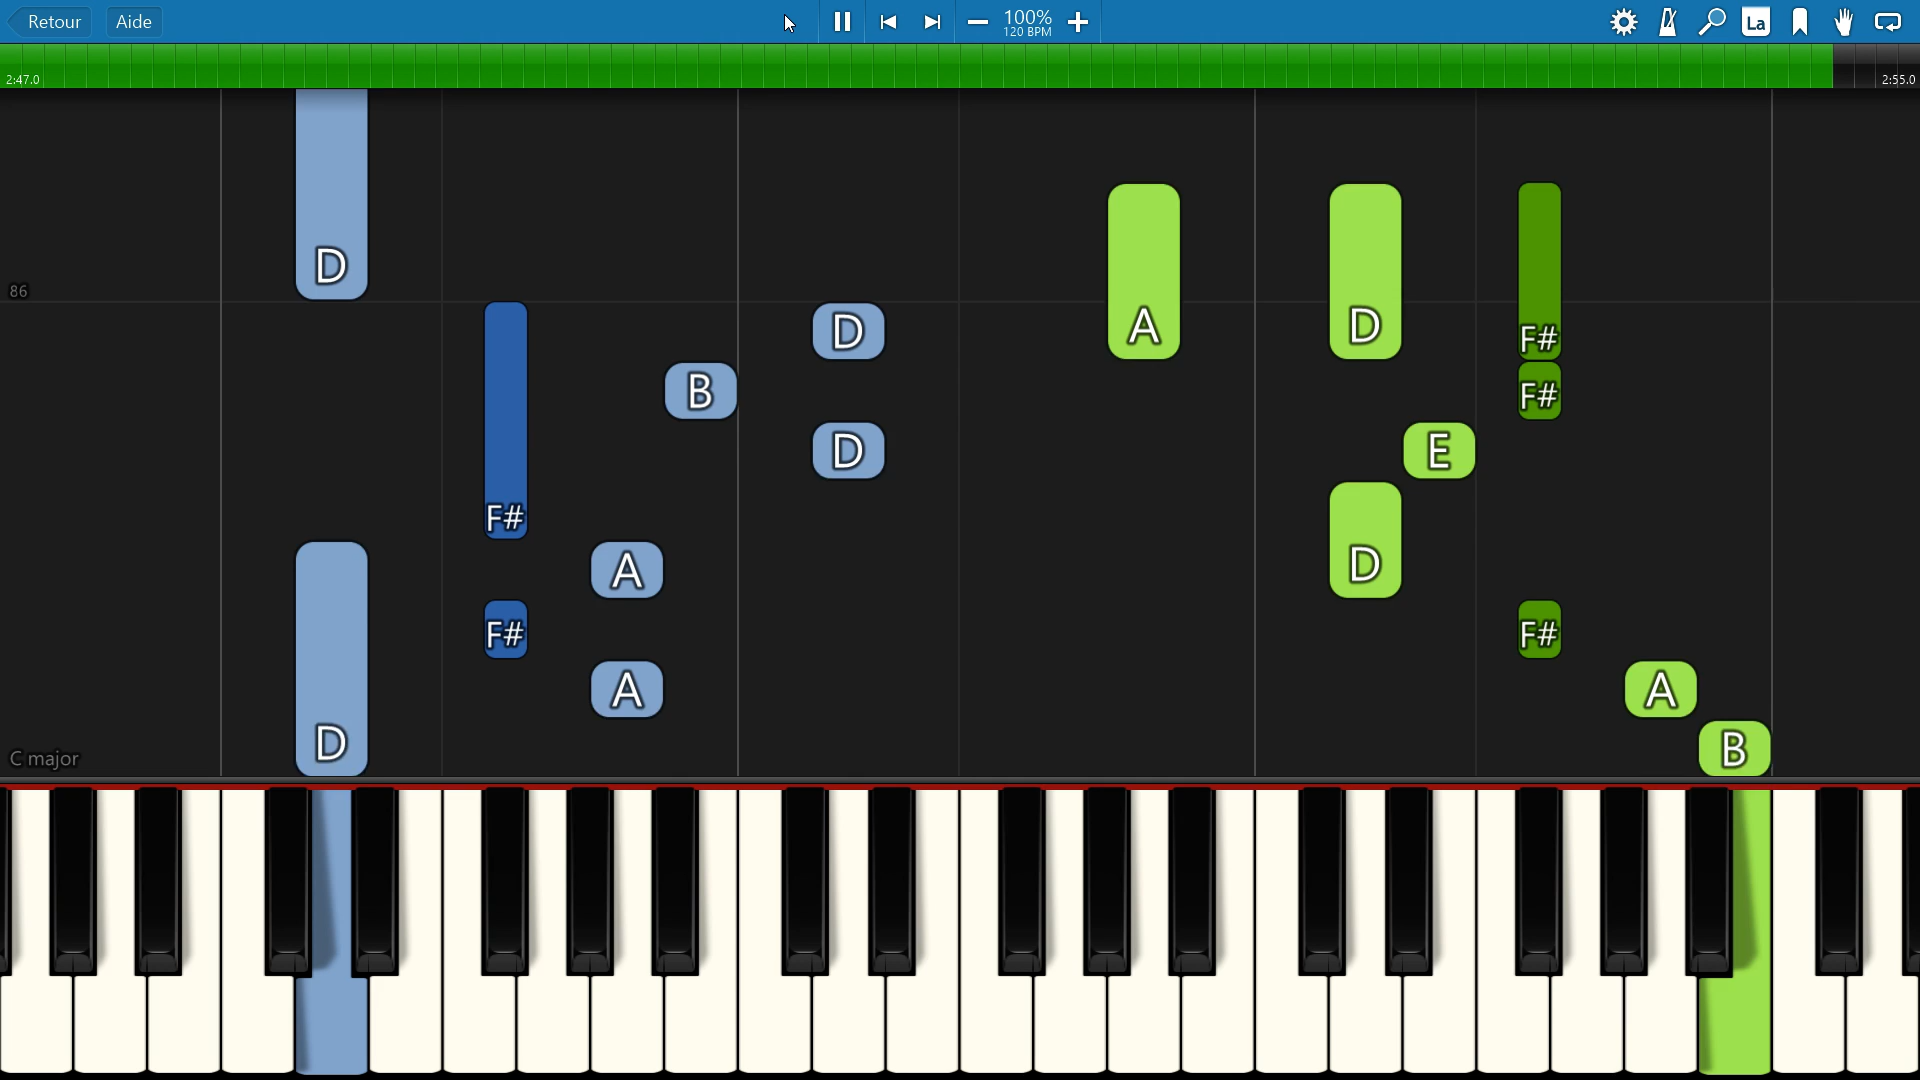 Retour Aide 100% La
120 BPM
2:47.0 2:55.0
D
86
A D
D F#
B F#
D E
F#
A D
F# F#
A A
D B
C major